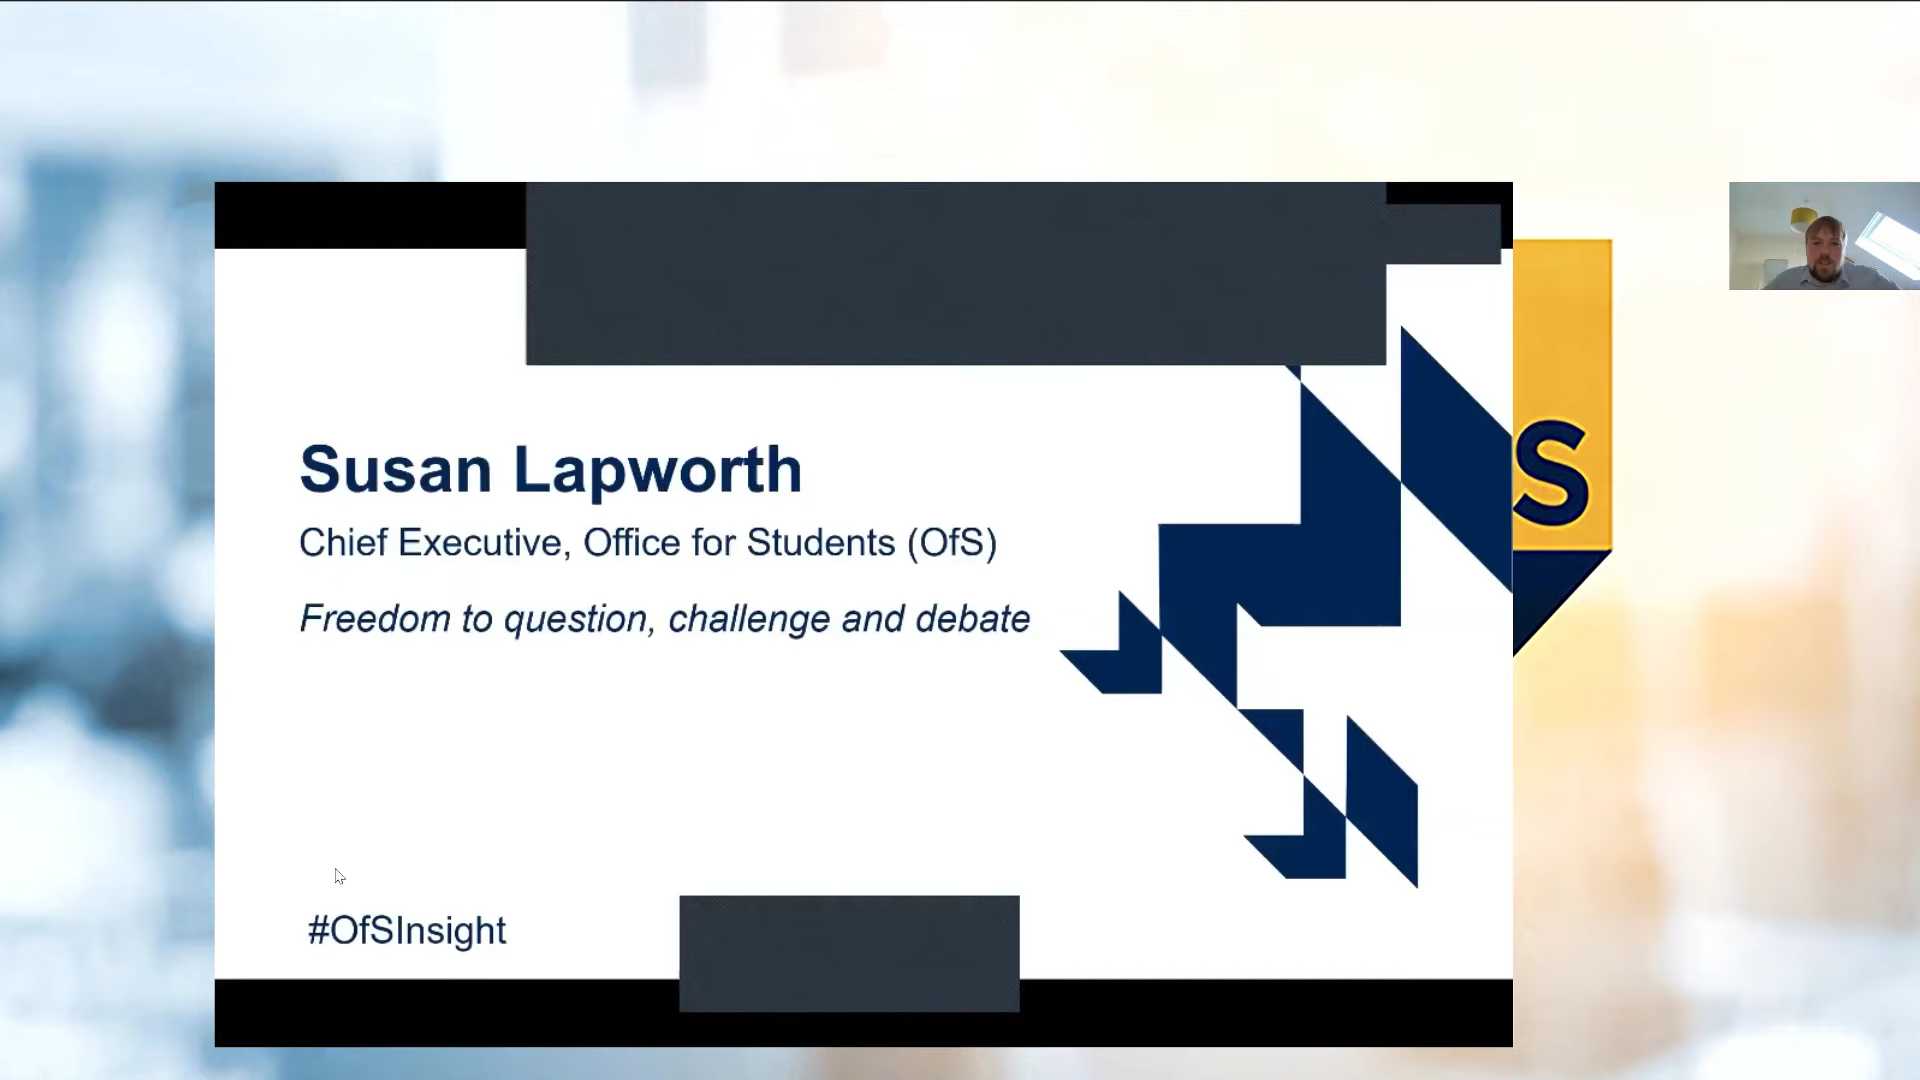 Susan Lapworth
Chief Executive, Office for Students (OfS)
Freedom to question, challenge and debate
S
#OfSInsight